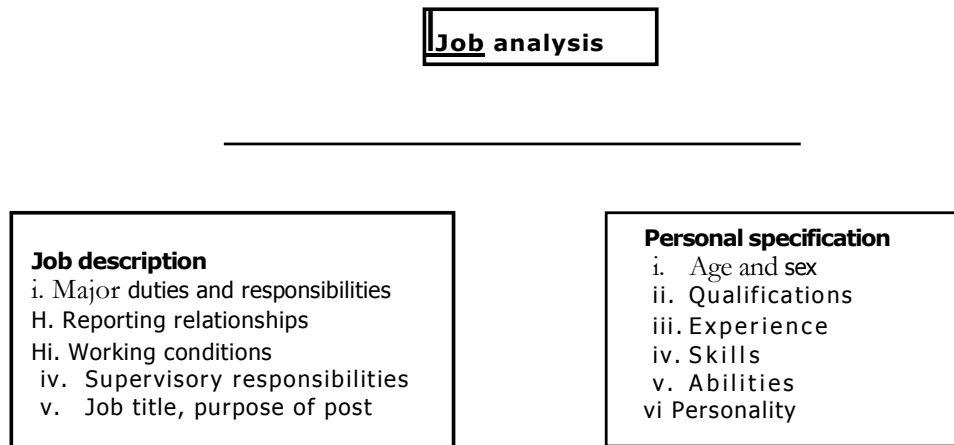 Job analysis
Job description
i. Major duties and responsibilities
H. Reporting relationships
Hi. Working conditions
iv. Supervisory responsibilities
v. Job title, purpose of post
Personal specification
i. Age and sex
ii. Qualifications
iii. Experience
iv. Skills
v. Abilities
vi Personality